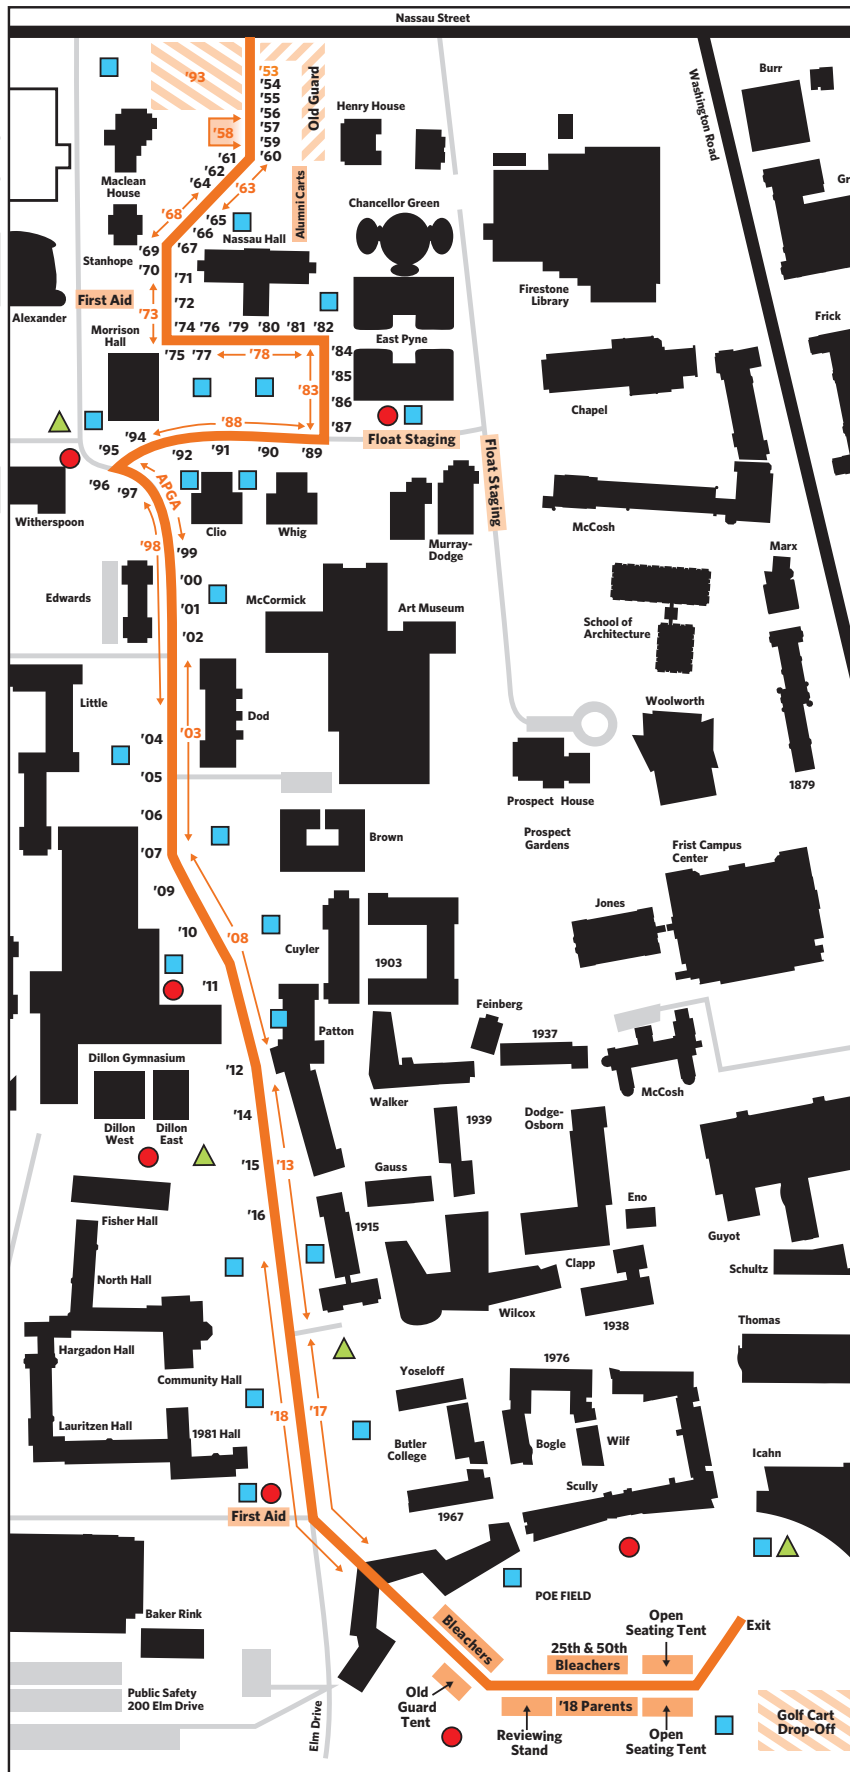 Nassau Street
'93
'53
'54
'55
'56
'57
'59
'60
Old Guard
'58
Henry House
Washington Road
Burr
'61
'62
'64
'63
Maclean
House
Alumni Carts
Chancellor Green
Gr
'68
'65
'66
'67
Nassau Hall
Stanhope
'69
'70
'71
'72
First Aid
Alexander
'73
Firestone
Library
Frick
Morrison
Hall
'74
'76
'79
'80
'81
'82
East Pyne
'75
'77
'78
'84
'85
'86
'87
'83
Chapel
'88
'94
'95
'92
'91
'90
'89
Float Staging
Float Staging
'96
'97
APGA
Witherspoon
Clio
Whig
Murray-
Dodge
McCosh
'98
'99
'00
'01
'02
Marx
Edwards
McCormick
Art Museum
School of
Architecture
Little
Dod
'03
'04
'05
'06
'07
Woolworth
1879
Prospect House
Prospect
Gardens
Brown
Frist Campus
Center
'09
'10
'08
'11
Jones
Cuyler
1903
Feinberg
Patton
1937
Dillon Gymnasium
'12
Walker
McCosh
'14
Dillon
West
Dillon
East
1939
Dodge-
Osborn
'15
'13
Gauss
'16
Fisher Hall
1915
Eno
Guyot
North Hall
Clapp
Schultz
Wilcox
1938
Thomas
Hargadon Hall
Community Hall
Yoseloff
1976
'18
'17
Lauritzen Hall
1981 Hall
Butler
College
Bogle
Wilf
Icahn
Scully
1967
First Aid
POE FIELD
Baker Rink
Bleachers
Open
Seating Tent
Exit
25th & 50th
Bleachers
Public Safety
200 Elm Drive
Elm Drive
Old
Guard
Tent
'18 Parents
Reviewing
Stand
Open
Seating Tent
Golf Cart
Drop-Off